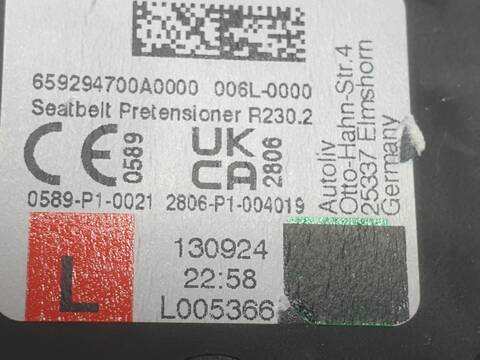 659294700A0000 006L-0000
Seatbelt Pretensioner R230.2
CE 0589
UK
CA 2806
0589-P1-0021 2806-P1-004019
Autoliv
Otto-Hahn-Str.4
25337 Elmshorn
Germany
L
130924
22:58
L005366